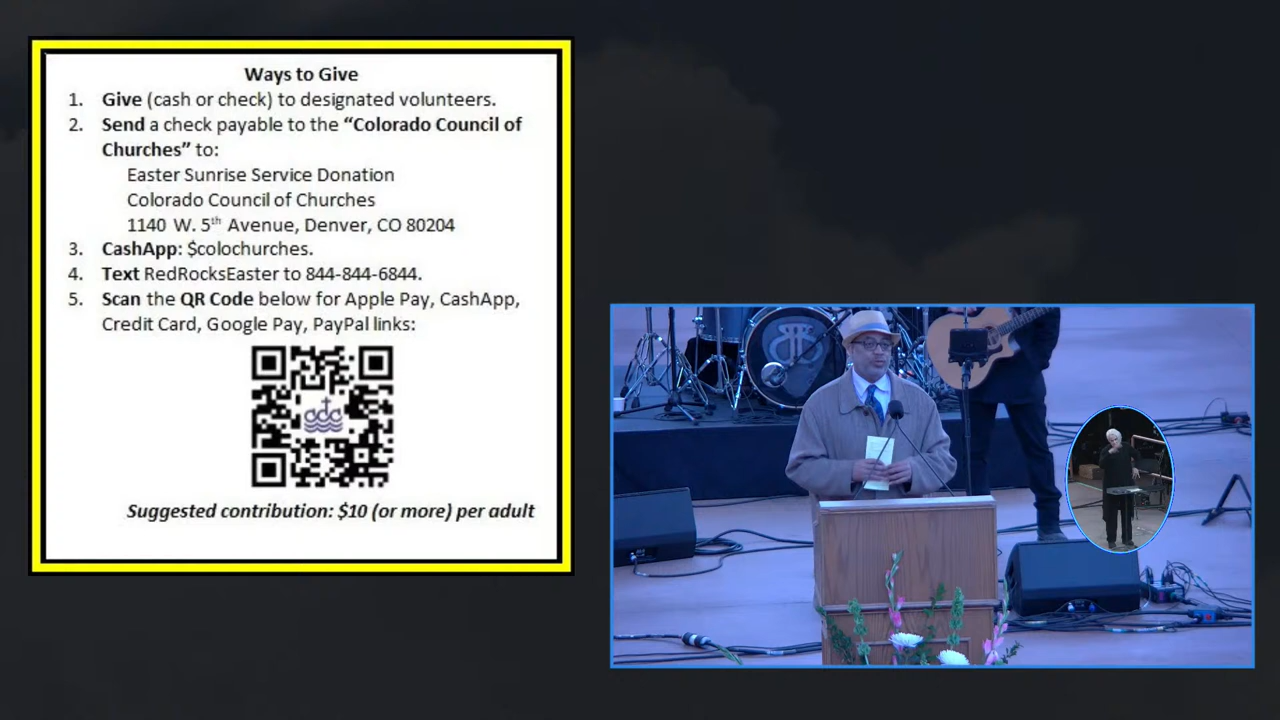 Ways to Give
1. Give (cash or check) to designated volunteers.
2. Send a check payable to the “Colorado Council of
Churches” to:
Easter Sunrise Service Donation
Colorado Council of Churches
1140 W. 5th Avenue, Denver, CO 80204
3. CashApp: $colochurches.
4. Text RedRocksEaster to 844-844-6844.
5. Scan the QR Code below for Apple Pay, CashApp,
Credit Card, Google Pay, PayPal links:
cdc
Suggested contribution: $10 (or more) per adult